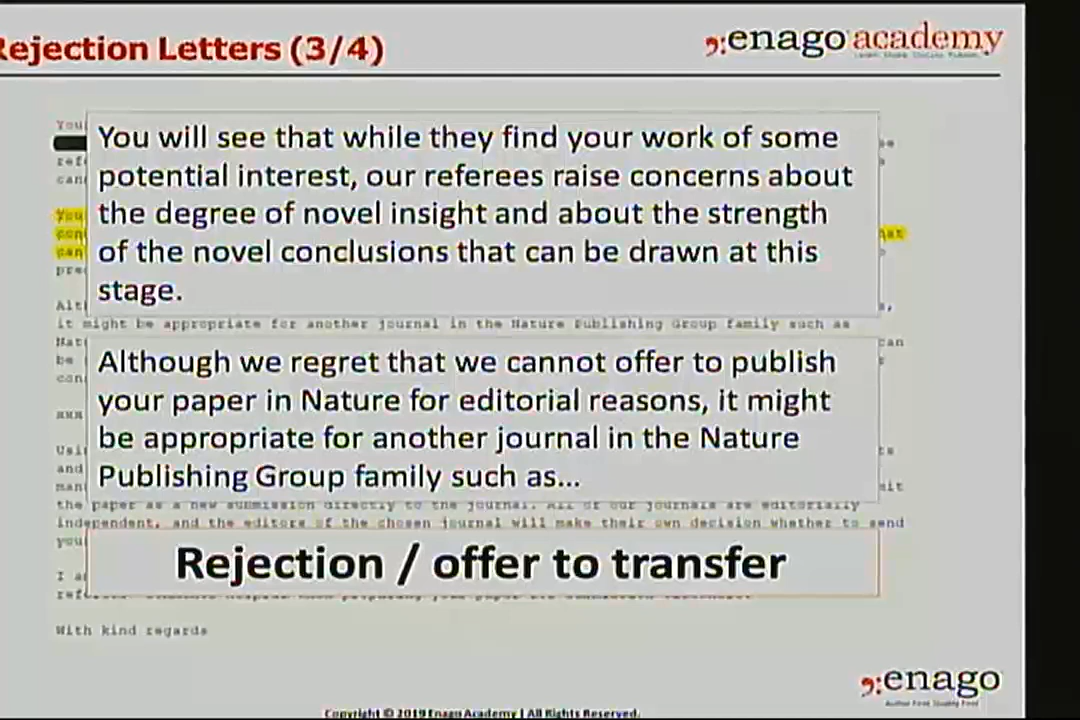 Rejection Letters (3/4)
enago academy
You will see that while they find your work of some
potential interest, our referees raise concerns about
the degree of novel insight and about the strength
of the novel conclusions that can be drawn at this
stage.
it might be appropriate for another journal in the Nature Publishing Group family such as
Although we regret that we cannot offer to publish
your paper in Nature for editorial reasons, it might
be appropriate for another journal in the Nature
Publishing Group family such as...
the paper as a new submission directly to the journal. All of our journals are editorially
independent, and the editors of the chosen journal will make their own decision whether to send
Rejection / offer to transfer
With kind regards
enago
Copyright © 2019 Enago Academy | All Rights Reserved.